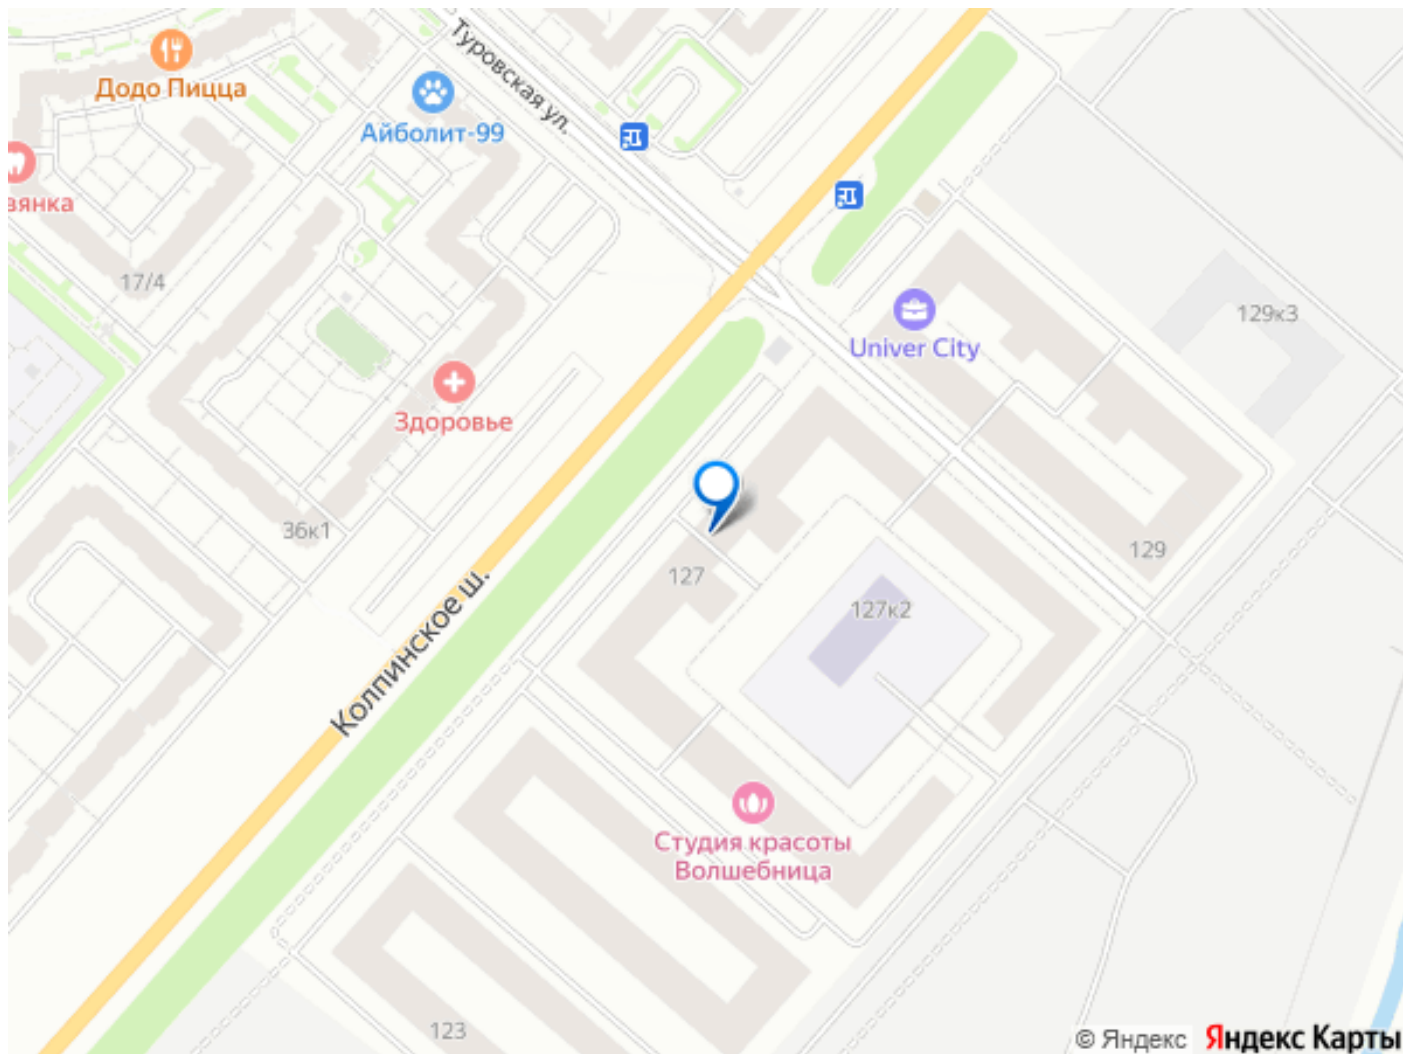 Туровская ул.
Додо Пицца
Айболит-99
вянка
17/4
129к3
Univer City
Здоровье
36к1
129
127
127к2
Колпинское ш.
Студия красоты
Волшебница
123
© Яндекс Яндекс Карты